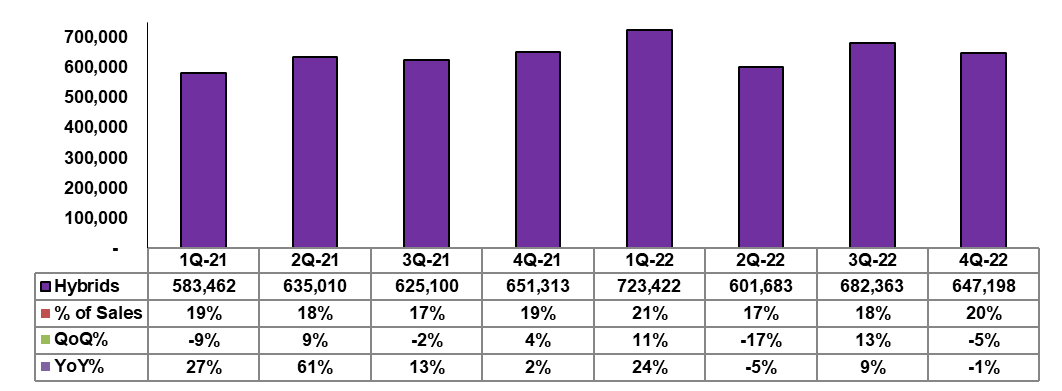 700,000
600,000
500,000
400,000
300,000
200,000
100,000
-
1Q-21 2Q-21 3Q-21 4Q-21 1Q-22 2Q-22 3Q-22 4Q-22
Hybrids 583,462 635,010 625,100 651,313 723,422 601,683 682,363 647,198
% of Sales 19% 18% 17% 19% 21% 17% 18% 20%
QoQ% -9% 9% -2% 4% 11% -17% 13% -5%
YoY% 27% 61% 13% 2% 24% -5% 9% -1%